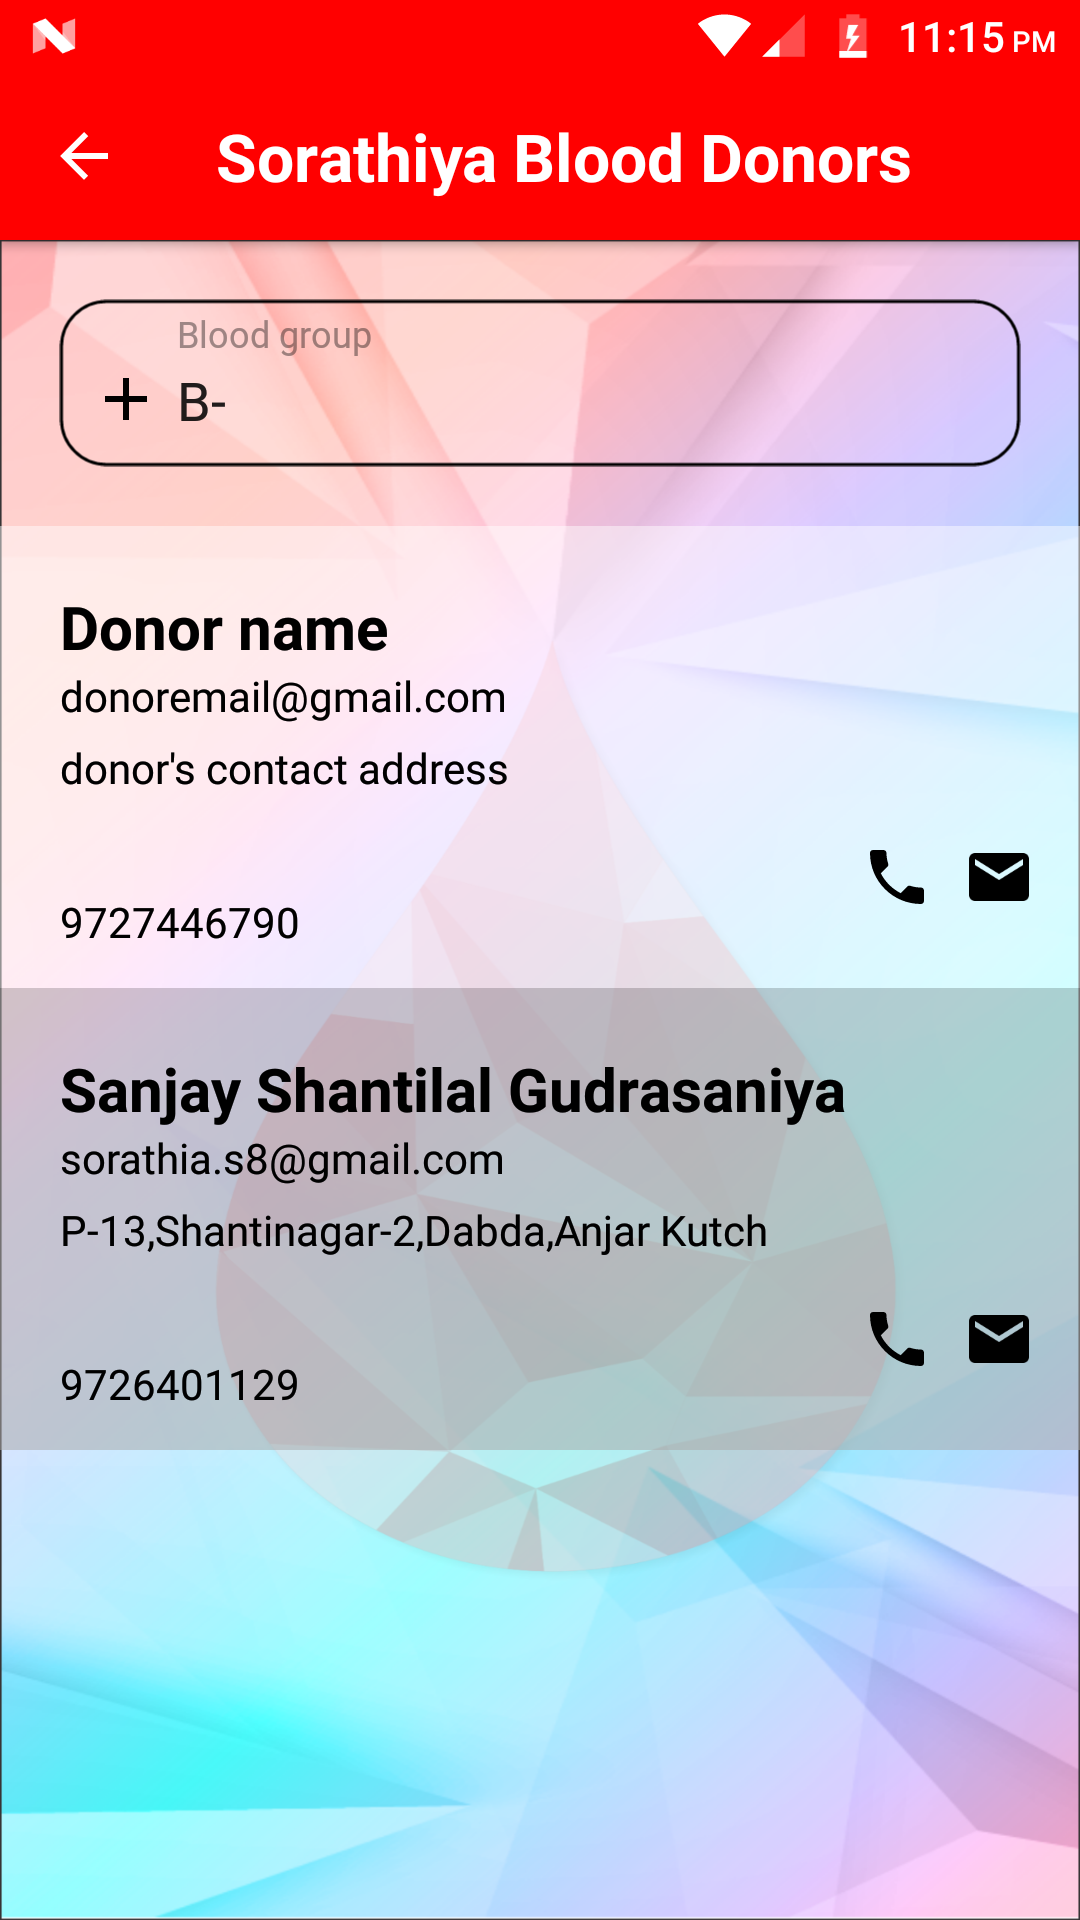 11:15 PM
Sorathiya Blood Donors
Blood group
B-
Donor name
donoremail@gmail.com
donor's contact address
9727446790
Sanjay Shantilal Gudrasaniya
sorathia.s8@gmail.com
P-13,Shantinagar-2,Dabda,Anjar Kutch
9726401129